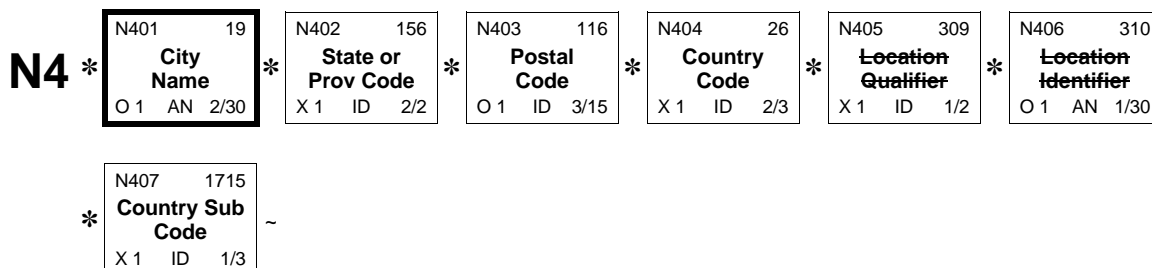 N401 19 N402 156 N403 116 N404 26 N405 309 N406 310
N4 * City Name * State or Prov Code * Postal Code * Country Code * Location Qualifier * Location Identifier
O 1 AN 2/30 X 1 ID 2/2 O 1 ID 3/15 X 1 ID 2/3 X 1 ID 1/2 O 1 AN 1/30
N407 1715
* Country Sub Code ~
X 1 ID 1/3